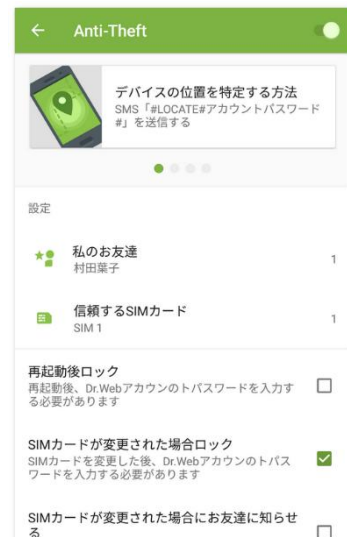 Anti-Theft
デバイスの位置を特定する方法
SMS「#LOCATE#アカウントパスワード
#」を送信する
設定
私のお友達
村田葉子
1
信頼するSIMカード
SIM 1
1
再起動後ロック
再起動後、Dr.Webアカウンのトパスワードを入力す
る必要があります
SIMカードが変更された場合ロック
SIMカードを変更した後、Dr.Webアカウンのトパス
ワードを入力する必要があります
SIMカードが変更された場合にお友達に知らせ
る